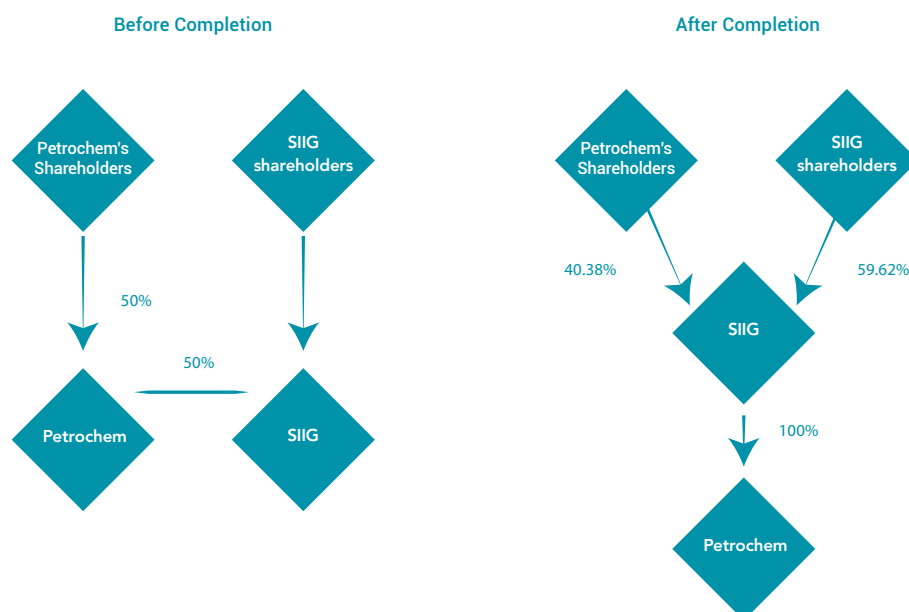 Before Completion
Petrochem's
Shareholders
SIIG
shareholders
50%
50%
Petrochem
SIIG
After Completion
Petrochem's
Shareholders
SIIG
shareholders
40.38%
59.62%
SIIG
100%
Petrochem